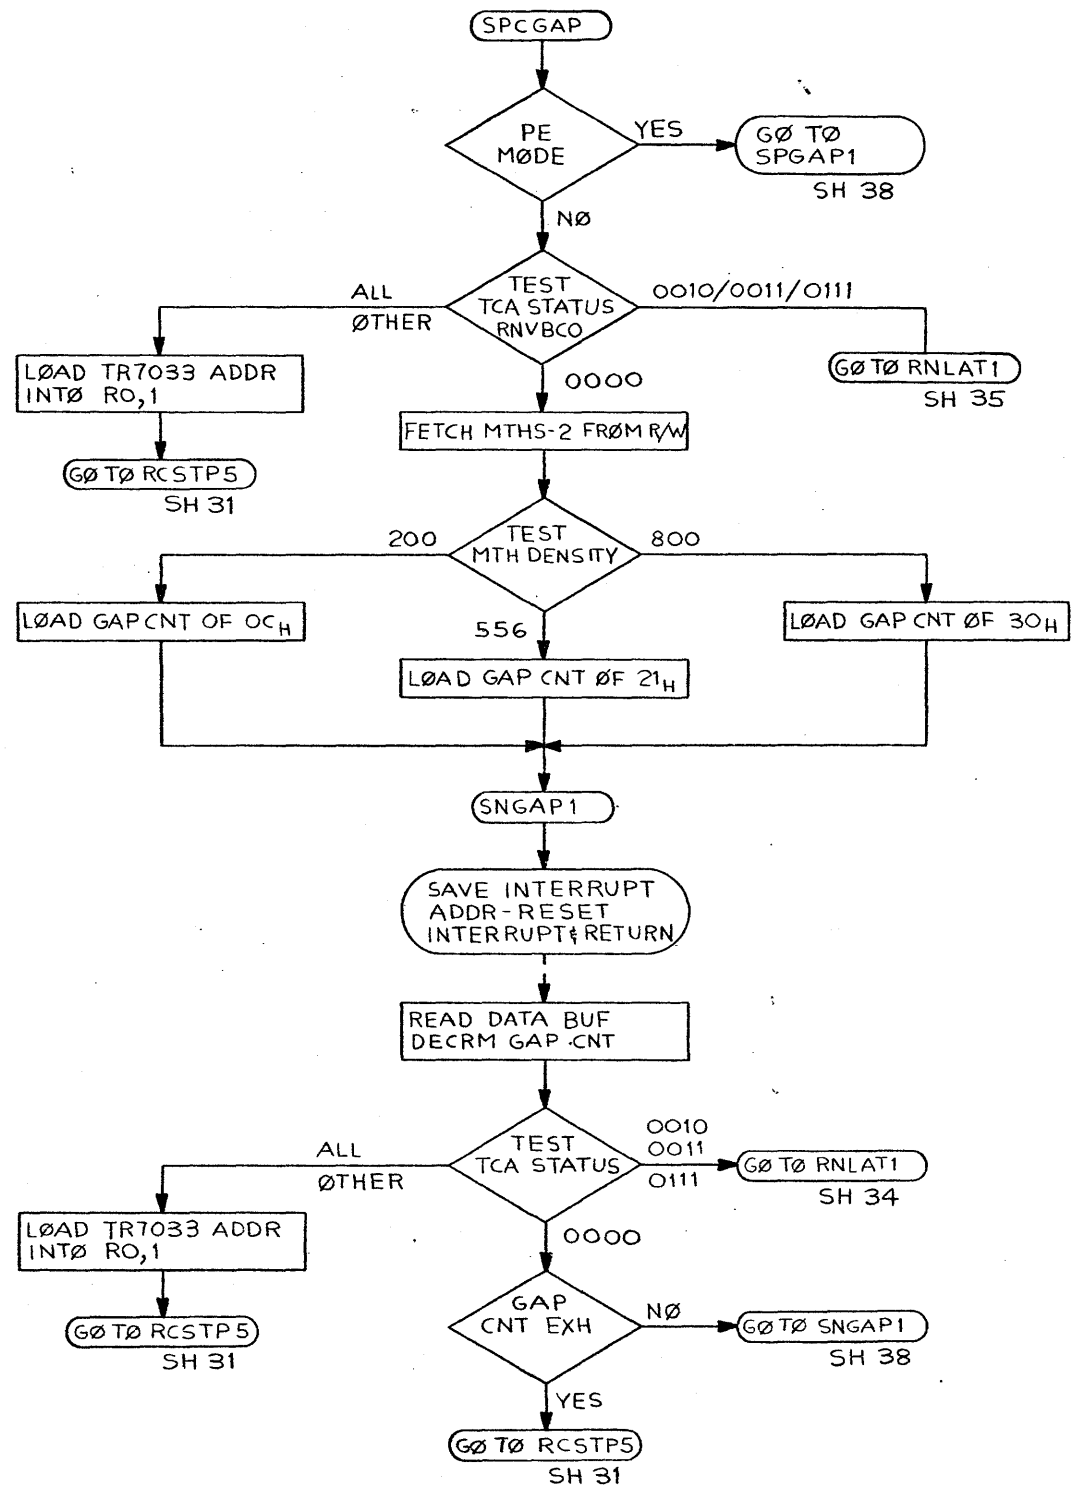 SPCGAP
PE
MØDE
YES
GØ TØ
SPGAP1
SH 38
NØ
TEST
TCA STATUS
RNVBCO
ALL
ØTHER
0010/0011/0111
LØAD TR7033 ADDR
INTØ RO,1
GØ TØ RNLAT1
SH 35
0000
FETCH MTHS-2 FRØM R/W
GØ TØ RCSTP5
SH 31
TEST
MTH DENSITY
200
800
LØAD GAP CNT OF OC_H
556
LØAD GAP CNT ØF 30_H
LØAD GAP CNT ØF 21_H
SNGAP1
SAVE INTERRUPT
ADDR-RESET
INTERRUPT & RETURN
READ DATA BUF
DECRM GAP CNT
TEST
TCA STATUS
ALL
ØTHER
0010
0011
0111
GØ TØ RNLAT1
SH 34
LØAD TR7033 ADDR
INTØ RO,1
0000
GØ TØ RCSTP5
SH 31
GAP
CNT EXH
NØ
GØ TØ SNGAP1
SH 38
YES
GØ TØ RCSTP5
SH 31